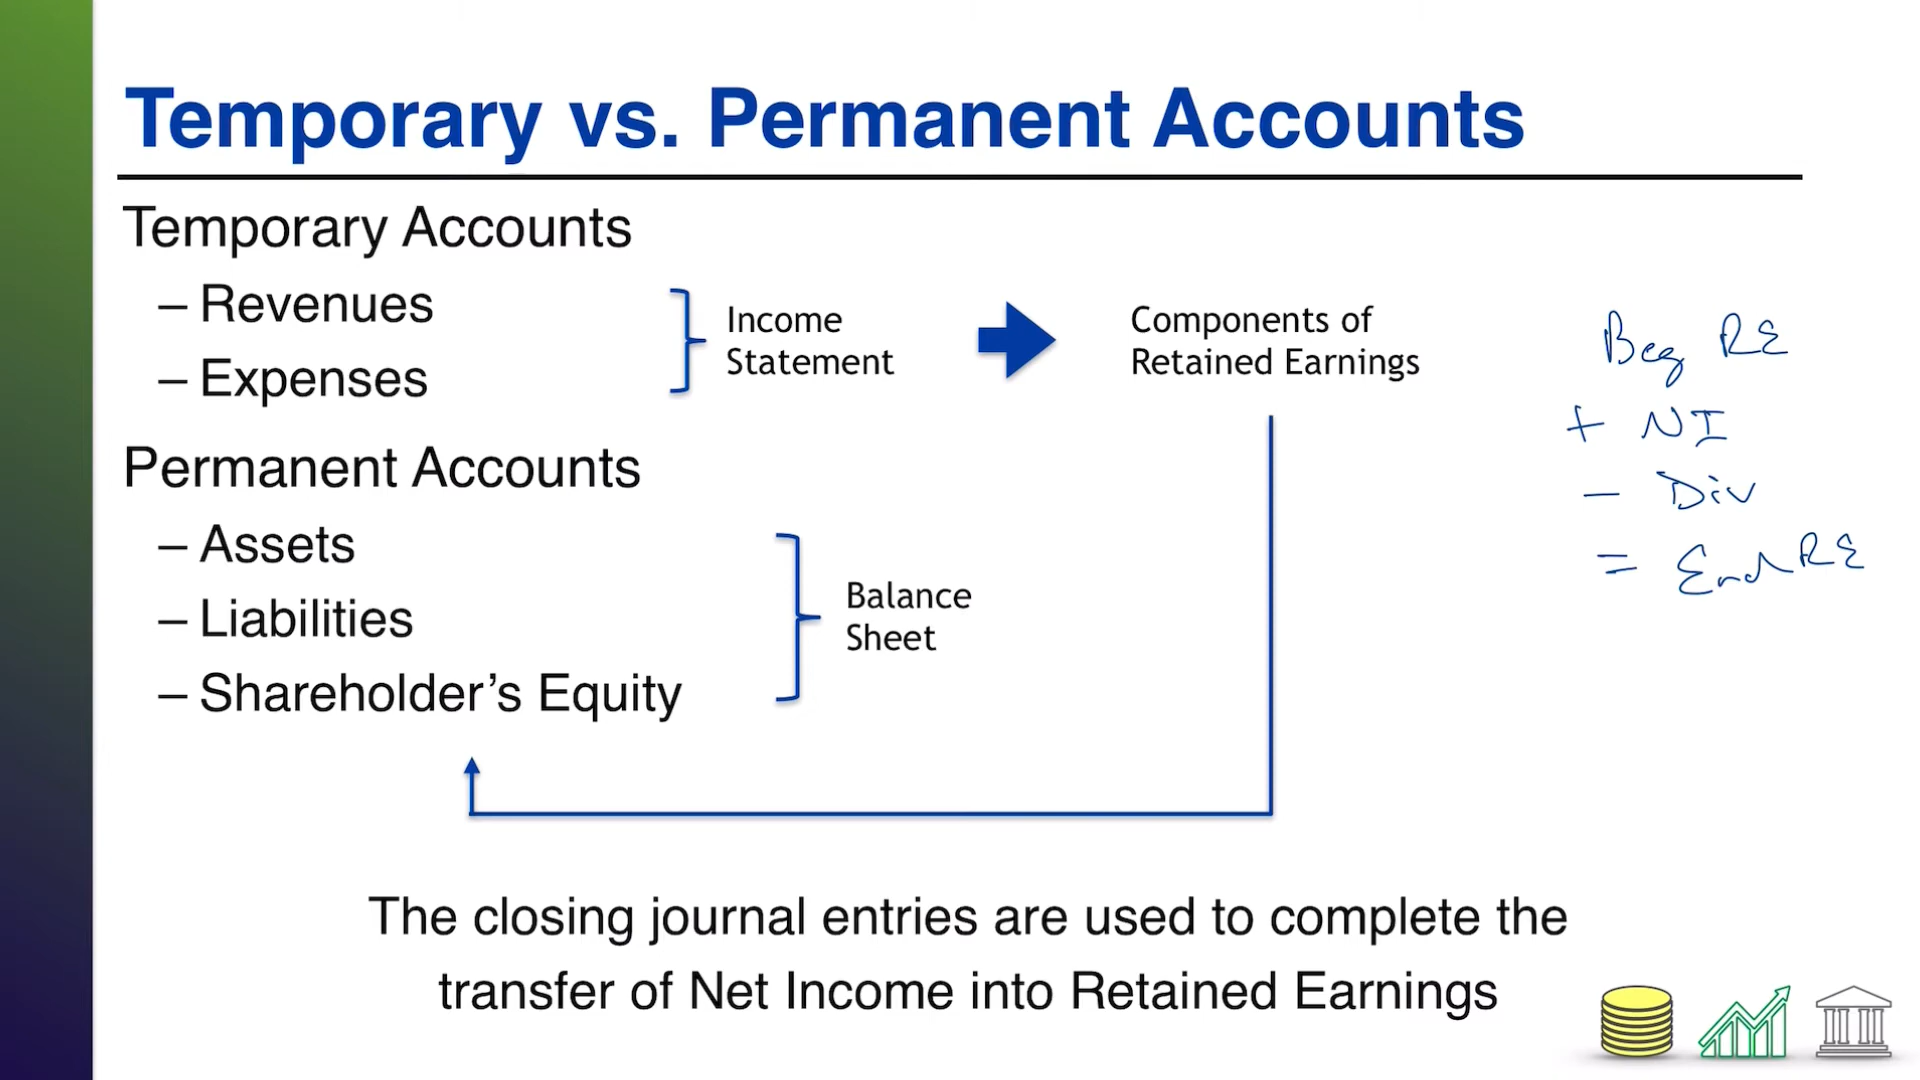 Temporary vs. Permanent Accounts
Temporary Accounts
– Revenues
– Expenses
Income
Statement
Components of
Retained Earnings
Permanent Accounts
– Assets
– Liabilities
– Shareholder’s Equity
Balance
Sheet
Beg RE
+ NI
- Div
= End RE
The closing journal entries are used to complete the
transfer of Net Income into Retained Earnings